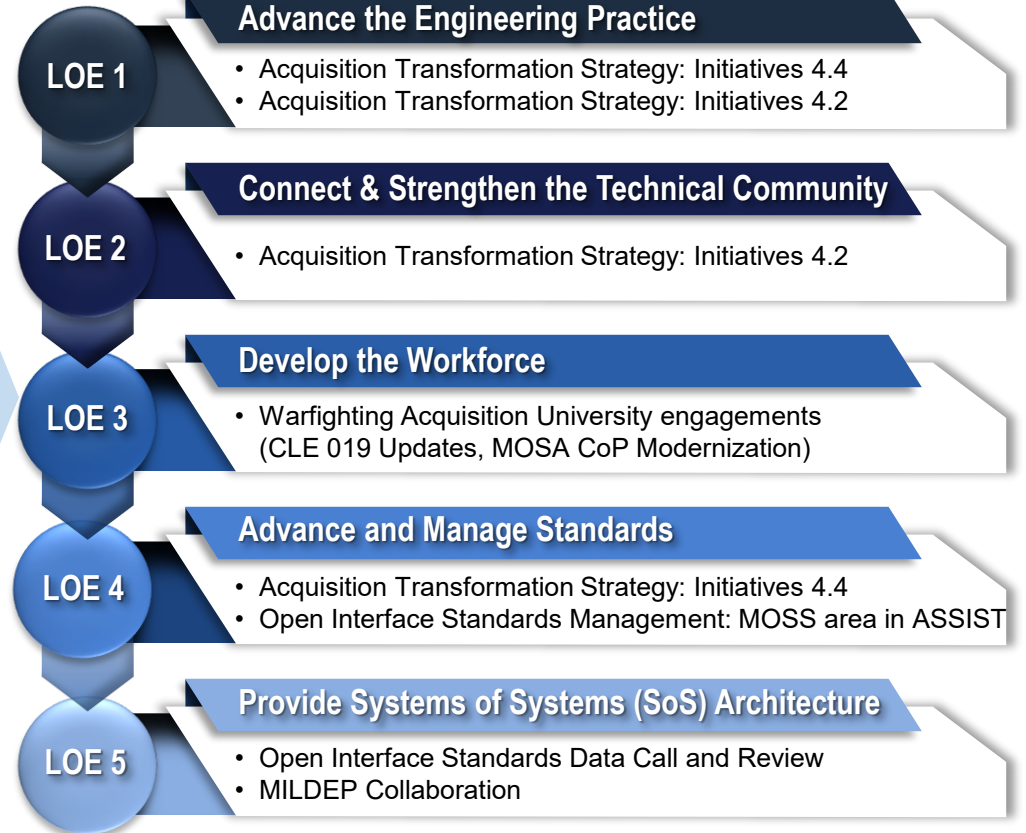 LOE 1
Advance the Engineering Practice
• Acquisition Transformation Strategy: Initiatives 4.4
• Acquisition Transformation Strategy: Initiatives 4.2
LOE 2
Connect & Strengthen the Technical Community
• Acquisition Transformation Strategy: Initiatives 4.2
LOE 3
Develop the Workforce
• Warfighting Acquisition University engagements
(CLE 019 Updates, MOSA CoP Modernization)
LOE 4
Advance and Manage Standards
• Acquisition Transformation Strategy: Initiatives 4.4
• Open Interface Standards Management: MOSS area in ASSIST
LOE 5
Provide Systems of Systems (SoS) Architecture
• Open Interface Standards Data Call and Review
• MILDEP Collaboration